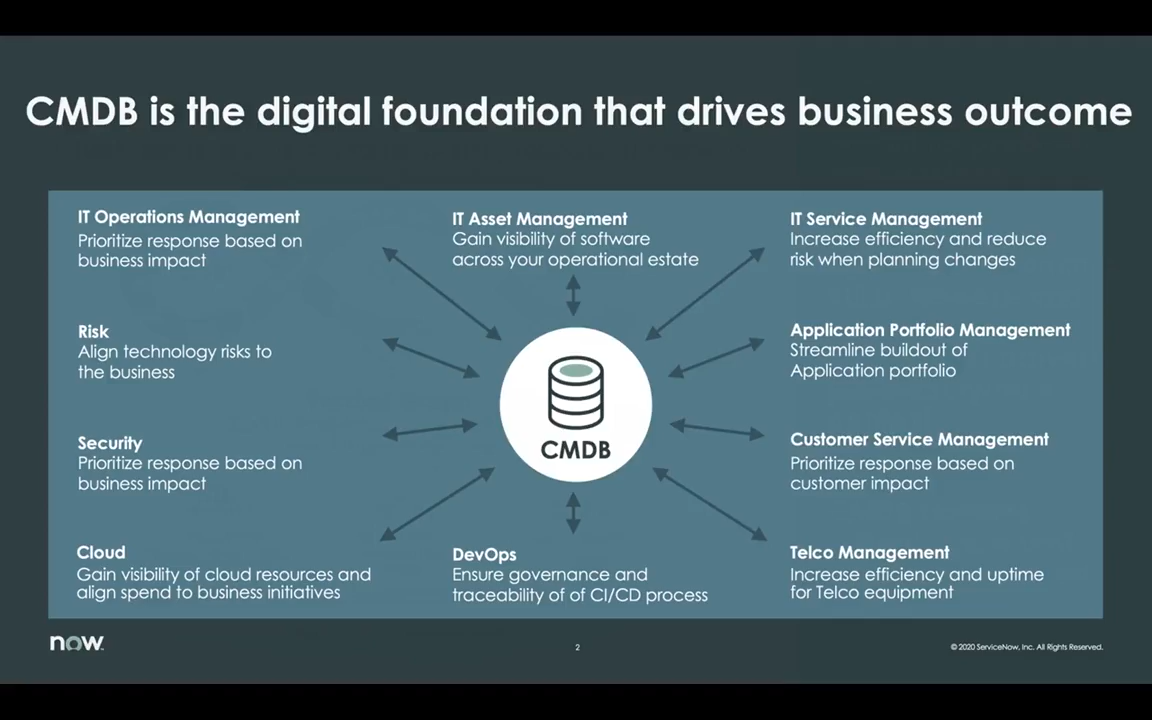 CMDB is the digital foundation that drives business outcome
IT Operations Management
Prioritize response based on
business impact
IT Asset Management
Gain visibility of software
across your operational estate
IT Service Management
Increase efficiency and reduce
risk when planning changes
Risk
Align technology risks to
the business
Application Portfolio Management
Streamline buildout of
Application portfolio
CMDB
Security
Prioritize response based on
business impact
Customer Service Management
Prioritize response based on
customer impact
Cloud
Gain visibility of cloud resources and
align spend to business initiatives
DevOps
Ensure governance and
traceability of of CI/CD process
Telco Management
Increase efficiency and uptime
for Telco equipment
now.
2
© 2020 ServiceNow, Inc. All Rights Reserved.